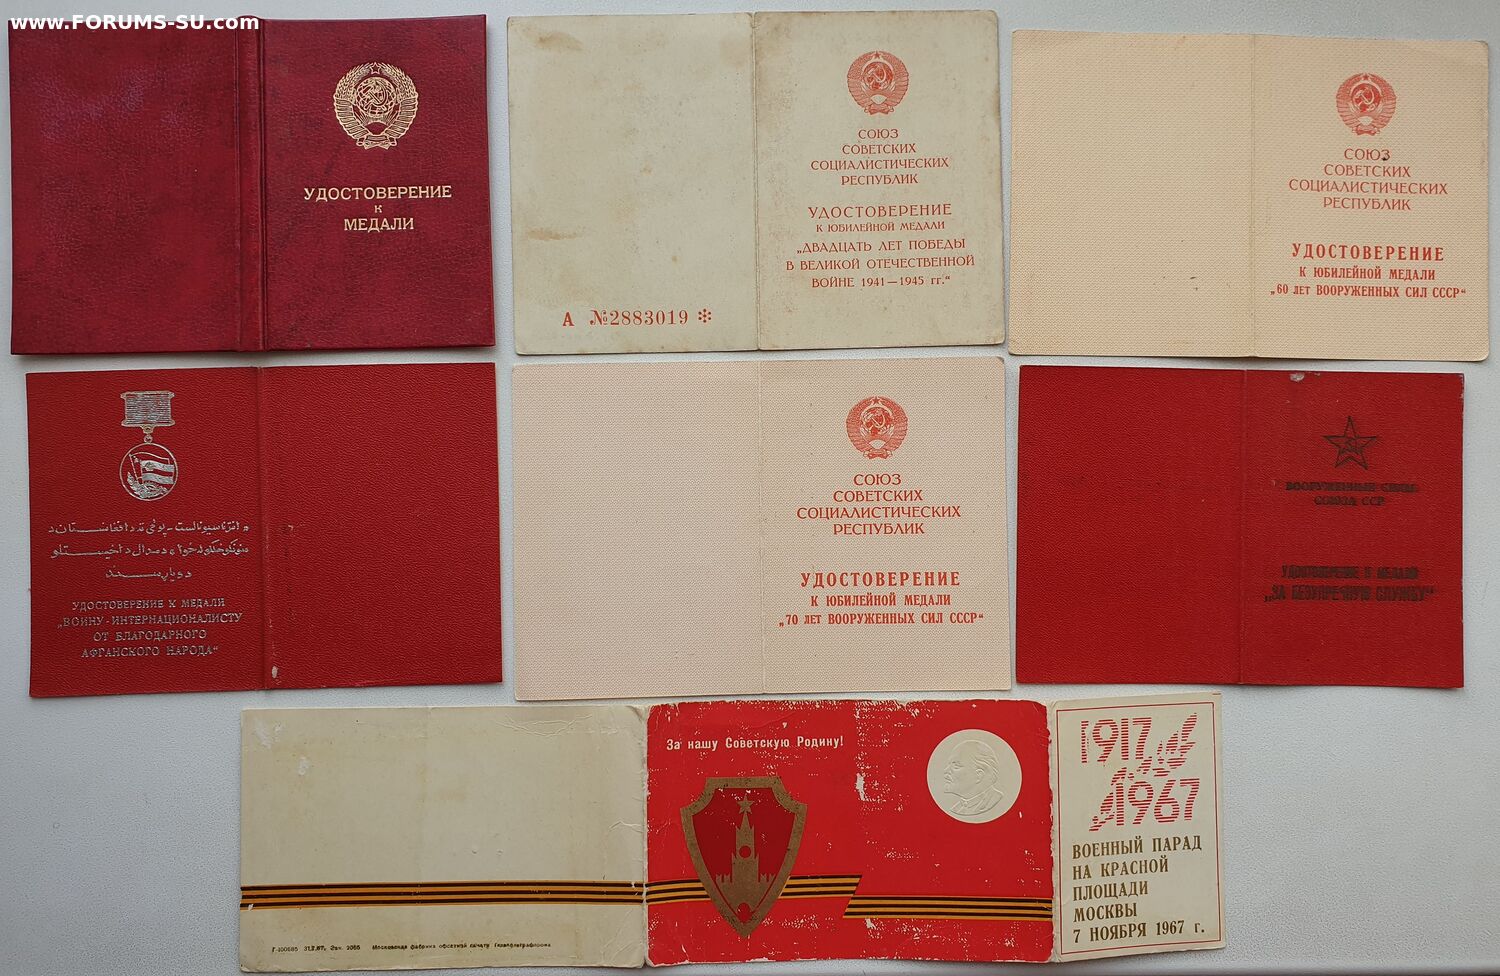 www.FORUMS-SU.com
УДОСТОВЕРЕНИЕ
К
МЕДАЛИ
СОЮЗ
СОВЕТСКИХ
СОЦИАЛИСТИЧЕСКИХ
РЕСПУБЛИК
УДОСТОВЕРЕНИЕ
К ЮБИЛЕЙНОЙ МЕДАЛИ
„ДВАДЦАТЬ ЛЕТ ПОБЕДЫ
В ВЕЛИКОЙ ОТЕЧЕСТВЕННОЙ
ВОЙНЕ 1941—1945 гг.“
А №2883019
СОЮЗ
СОВЕТСКИХ
СОЦИАЛИСТИЧЕСКИХ
РЕСПУБЛИК
УДОСТОВЕРЕНИЕ
К ЮБИЛЕЙНОЙ МЕДАЛИ
„60 ЛЕТ ВООРУЖЕННЫХ СИЛ СССР“
УДОСТОВЕРЕНИЕ К МЕДАЛИ
„ВОИНУ-ИНТЕРНАЦИОНАЛИСТУ
ОТ БЛАГОДАРНОГО
АФГАНСКОГО НАРОДА“
СОЮЗ
СОВЕТСКИХ
СОЦИАЛИСТИЧЕСКИХ
РЕСПУБЛИК
УДОСТОВЕРЕНИЕ
К ЮБИЛЕЙНОЙ МЕДАЛИ
„70 ЛЕТ ВООРУЖЕННЫХ СИЛ СССР“
ВООРУЖЕННЫЕ СИЛЫ
СОЮЗА ССР
УДОСТОВЕРЕНИЕ К МЕДАЛИ
„ЗА БЕЗУПРЕЧНУЮ СЛУЖБУ“
Московская фабрика офсетной печати
За нашу Советскую Родину!
1917
1967
ВОЕННЫЙ ПАРАД
НА КРАСНОЙ
ПЛОЩАДИ
МОСКВЫ
7 НОЯБРЯ 1967 г.